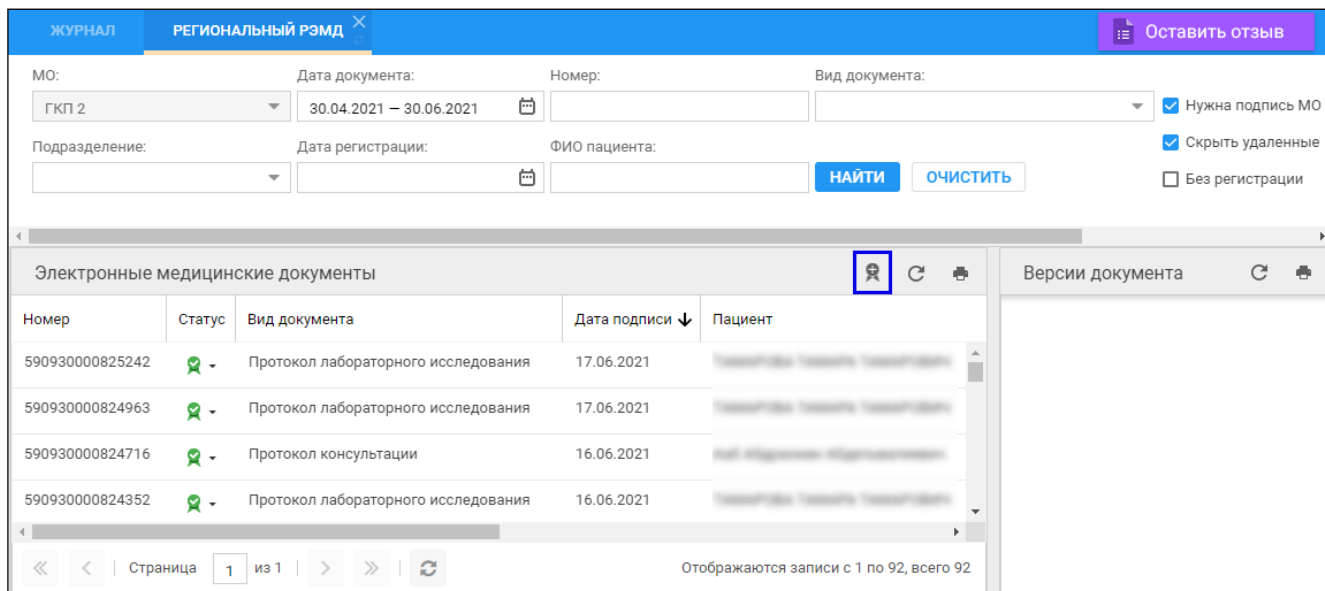 ЖУРНАЛ РЕГИОНАЛЬНЫЙ РЭМД Оставить отзыв
МО: Дата документа: Номер: Вид документа:
ГКП 2 30.04.2021 — 30.06.2021 Нужна подпись МО
Подразделение: Дата регистрации: ФИО пациента: Скрыть удаленные
НАЙТИ ОЧИСТИТЬ Без регистрации
Электронные медицинские документы Версии документа
Номер Статус Вид документа Дата подписи Пациент
590930000825242 Протокол лабораторного исследования 17.06.2021
590930000824963 Протокол лабораторного исследования 17.06.2021
590930000824716 Протокол консультации 16.06.2021
590930000824352 Протокол лабораторного исследования 16.06.2021
Страница 1 из 1 Отображаются записи с 1 по 92, всего 92